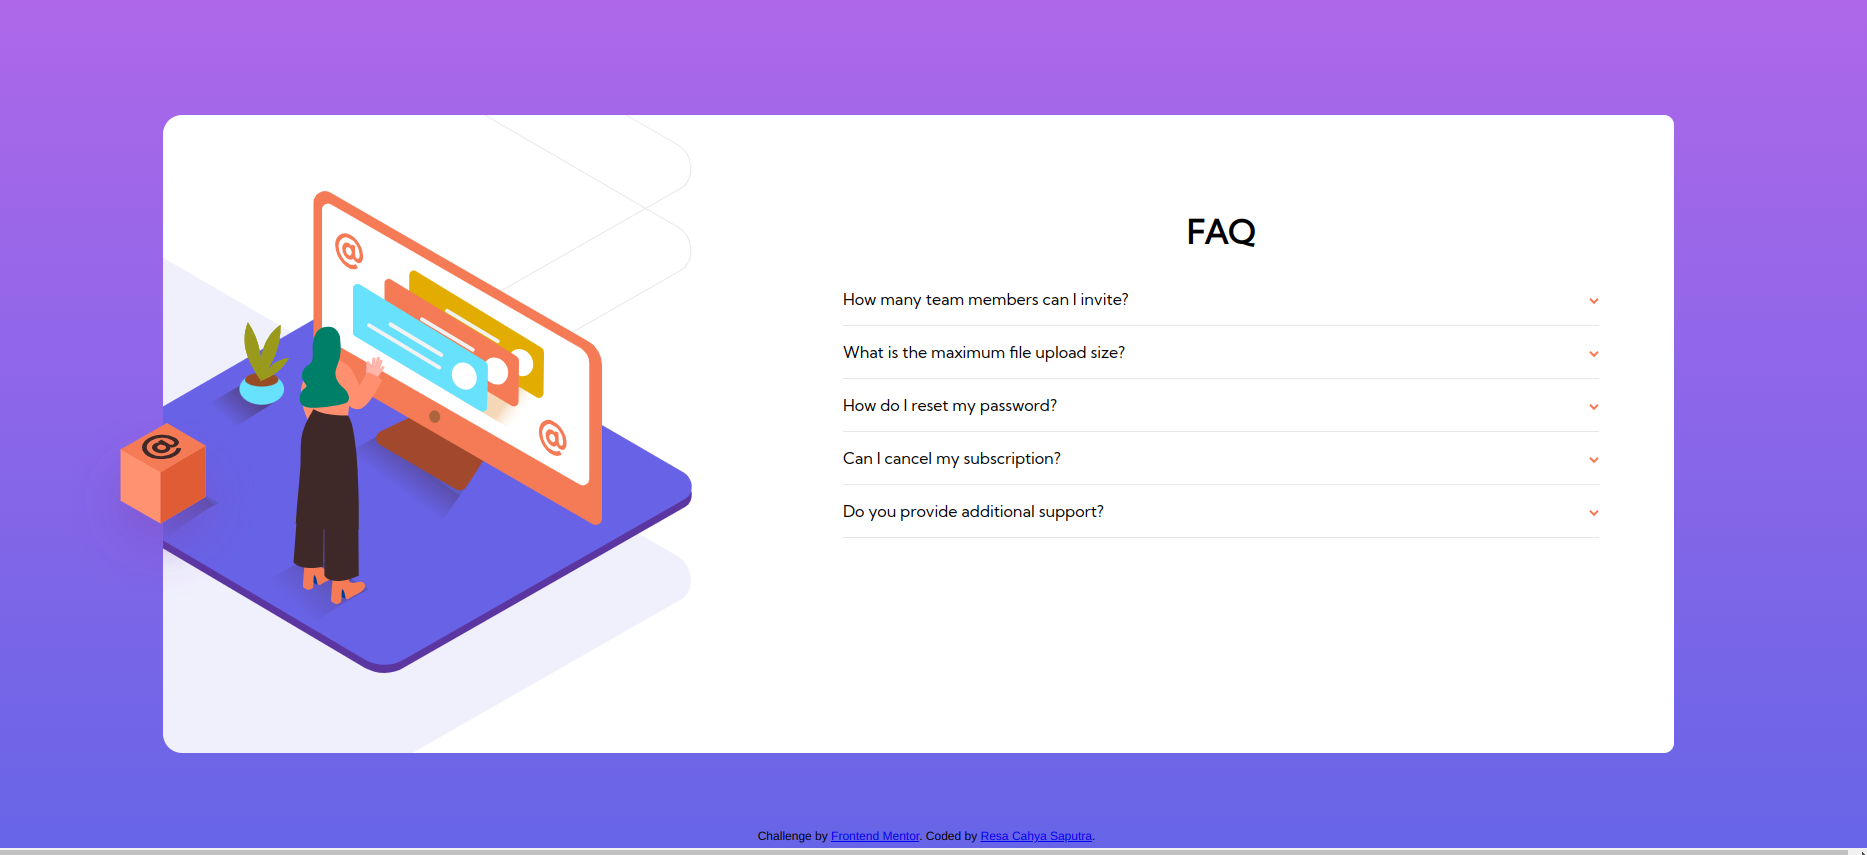 FAQ
How many team members can I invite?
What is the maximum file upload size?
How do I reset my password?
Can I cancel my subscription?
Do you provide additional support?
@
@
@
Challenge by Frontend Mentor. Coded by Resa Cahya Saputra.